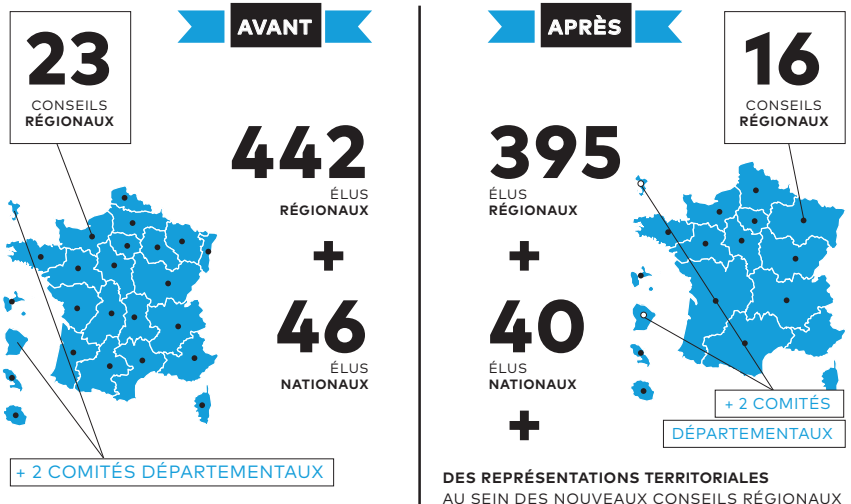 AVANT
23
CONSEILS
RÉGIONAUX
442
ÉLUS
RÉGIONAUX
+
46
ÉLUS
NATIONAUX
+ 2 COMITÉS DÉPARTEMENTAUX
APRÈS
16
CONSEILS
RÉGIONAUX
395
ÉLUS
RÉGIONAUX
+
40
ÉLUS
NATIONAUX
+
+ 2 COMITÉS
DÉPARTEMENTAUX
DES REPRÉSENTATIONS TERRITORIALES
AU SEIN DES NOUVEAUX CONSEILS RÉGIONAUX